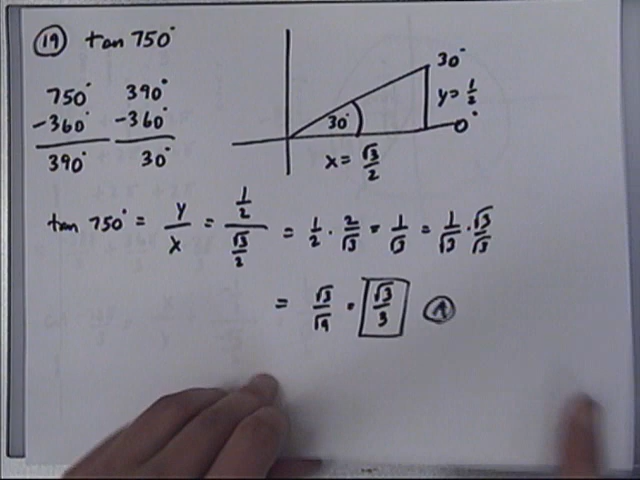 19 tan 750°
750° 390°
-360° -360°
390° 30°
30°
y = 1/2
30° 0°
x = √3/2
tan 750° = y/x = (1/2)/(√3/2) = 1/2 · 2/√3 = 1/√3 = 1/√3 · √3/√3
= √3/√9 = √3/3 A